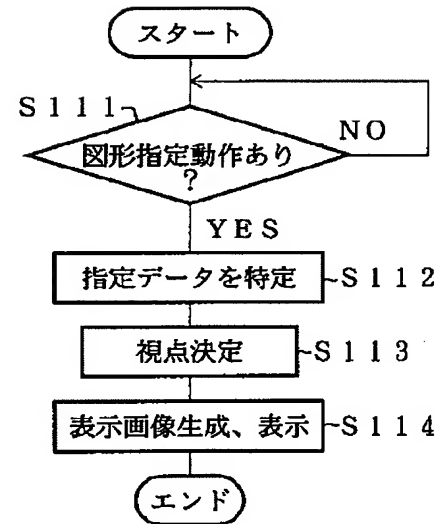 スタート
S111
NO
図形指定動作あり
?
YES
指定データを特定
S112
視点決定
S113
表示画像生成、表示
S114
エンド